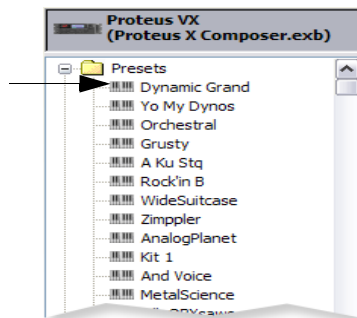 Proteus VX
(Proteus X Composer.exb)
Presets
Dynamic Grand
Yo My Dynos
Orchestral
Grusty
A Ku Stq
Rock'in B
WideSuitcase
Zimppler
AnalogPlanet
Kit 1
And Voice
MetalScience